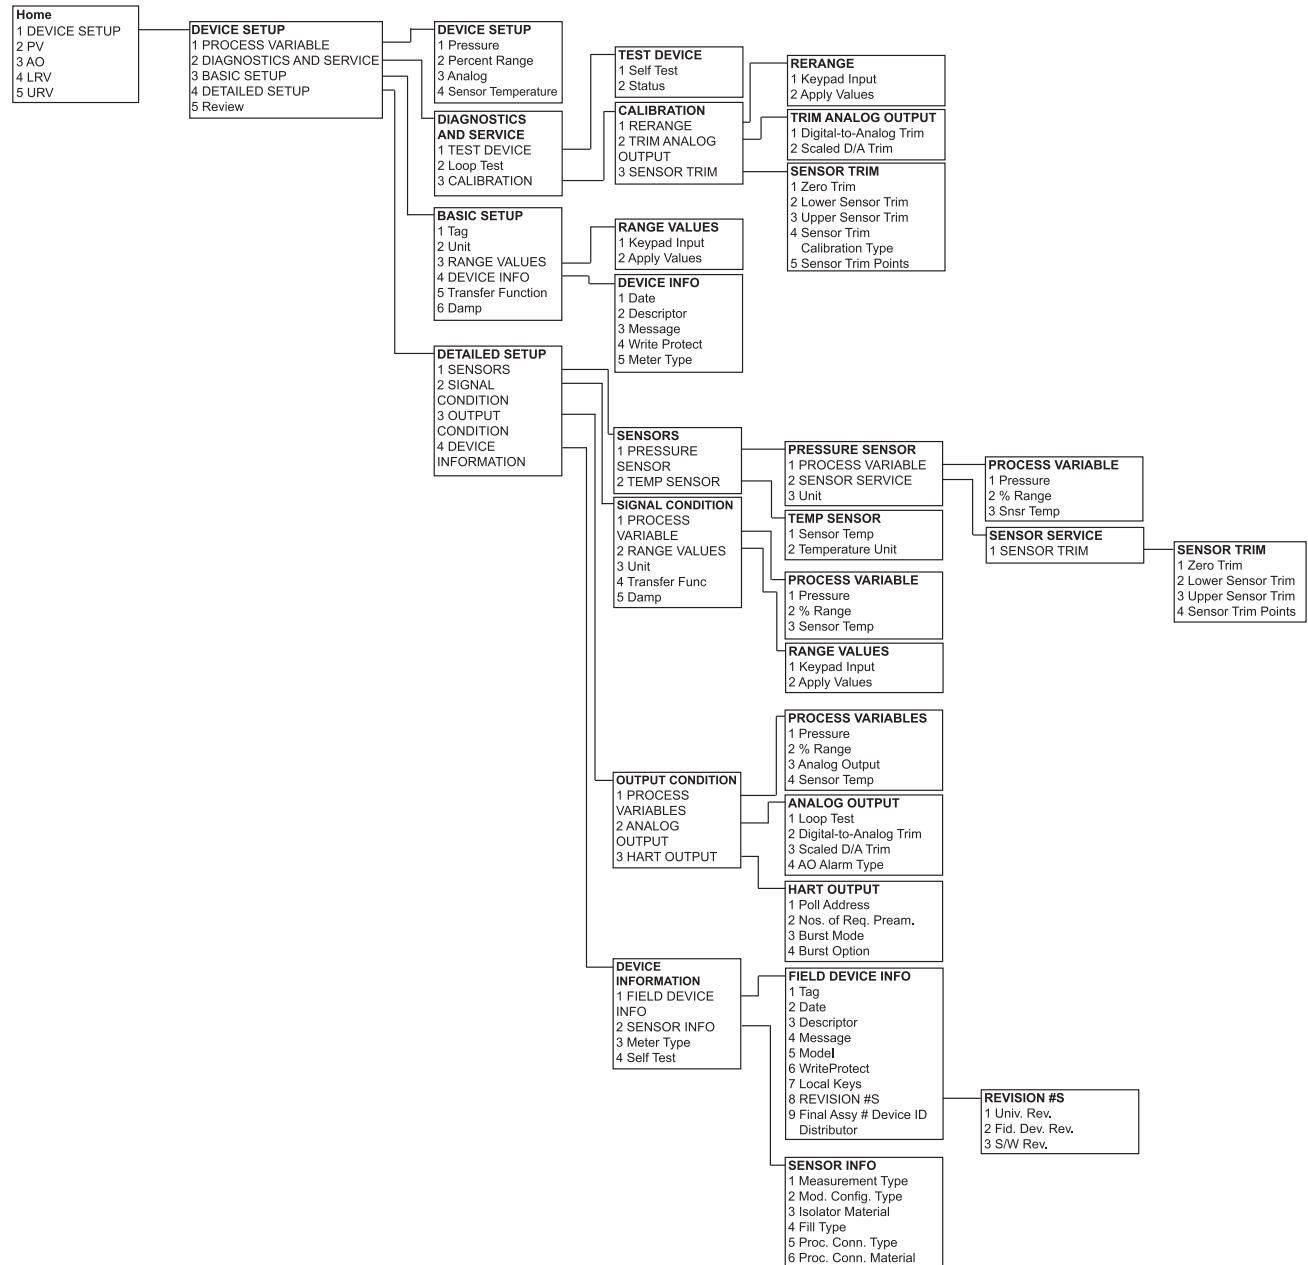 Home
1 DEVICE SETUP
2 PV
3 AO
4 LRV
5 URV
DEVICE SETUP
1 PROCESS VARIABLE
2 DIAGNOSTICS AND SERVICE
3 BASIC SETUP
4 DETAILED SETUP
5 Review
DEVICE SETUP
1 Pressure
2 Percent Range
3 Analog
4 Sensor Temperature
DIAGNOSTICS
AND SERVICE
1 TEST DEVICE
2 Loop Test
3 CALIBRATION
BASIC SETUP
1 Tag
2 Unit
3 RANGE VALUES
4 DEVICE INFO
5 Transfer Function
6 Damp
DETAILED SETUP
1 SENSORS
2 SIGNAL
CONDITION
3 OUTPUT
CONDITION
4 DEVICE
INFORMATION
TEST DEVICE
1 Self Test
2 Status
CALIBRATION
1 RERANGE
2 TRIM ANALOG
OUTPUT
3 SENSOR TRIM
RERANGE
1 Keypad Input
2 Apply Values
TRIM ANALOG OUTPUT
1 Digital-to-Analog Trim
2 Scaled D/A Trim
SENSOR TRIM
1 Zero Trim
2 Lower Sensor Trim
3 Upper Sensor Trim
4 Sensor Trim
Calibration Type
5 Sensor Trim Points
RANGE VALUES
1 Keypad Input
2 Apply Values
DEVICE INFO
1 Date
2 Descriptor
3 Message
4 Write Protect
5 Meter Type
SENSORS
1 PRESSURE
SENSOR
2 TEMP SENSOR
SIGNAL CONDITION
1 PROCESS
VARIABLE
2 RANGE VALUES
3 Unit
4 Transfer Func
5 Damp
PRESSURE SENSOR
1 PROCESS VARIABLE
2 SENSOR SERVICE
3 Unit
TEMP SENSOR
1 Sensor Temp
2 Temperature Unit
PROCESS VARIABLE
1 Pressure
2 % Range
3 Sensor Temp
RANGE VALUES
1 Keypad Input
2 Apply Values
PROCESS VARIABLE
1 Pressure
2 % Range
3 Snsr Temp
SENSOR SERVICE
1 SENSOR TRIM
SENSOR TRIM
1 Zero Trim
2 Lower Sensor Trim
3 Upper Sensor Trim
4 Sensor Trim Points
OUTPUT CONDITION
1 PROCESS
VARIABLES
2 ANALOG
OUTPUT
3 HART OUTPUT
PROCESS VARIABLES
1 Pressure
2 % Range
3 Analog Output
4 Sensor Temp
ANALOG OUTPUT
1 Loop Test
2 Digital-to-Analog Trim
3 Scaled D/A Trim
4 AO Alarm Type
HART OUTPUT
1 Poll Address
2 Nos. of Req. Pream.
3 Burst Mode
4 Burst Option
DEVICE
INFORMATION
1 FIELD DEVICE
INFO
2 SENSOR INFO
3 Meter Type
4 Self Test
FIELD DEVICE INFO
1 Tag
2 Date
3 Descriptor
4 Message
5 Model
6 WriteProtect
7 Local Keys
8 REVISION #S
9 Final Assy # Device ID
Distributor
REVISION #S
1 Univ. Rev.
2 Fid. Dev. Rev.
3 S/W Rev.
SENSOR INFO
1 Measurement Type
2 Mod. Config. Type
3 Isolator Material
4 Fill Type
5 Proc. Conn. Type
6 Proc. Conn. Material